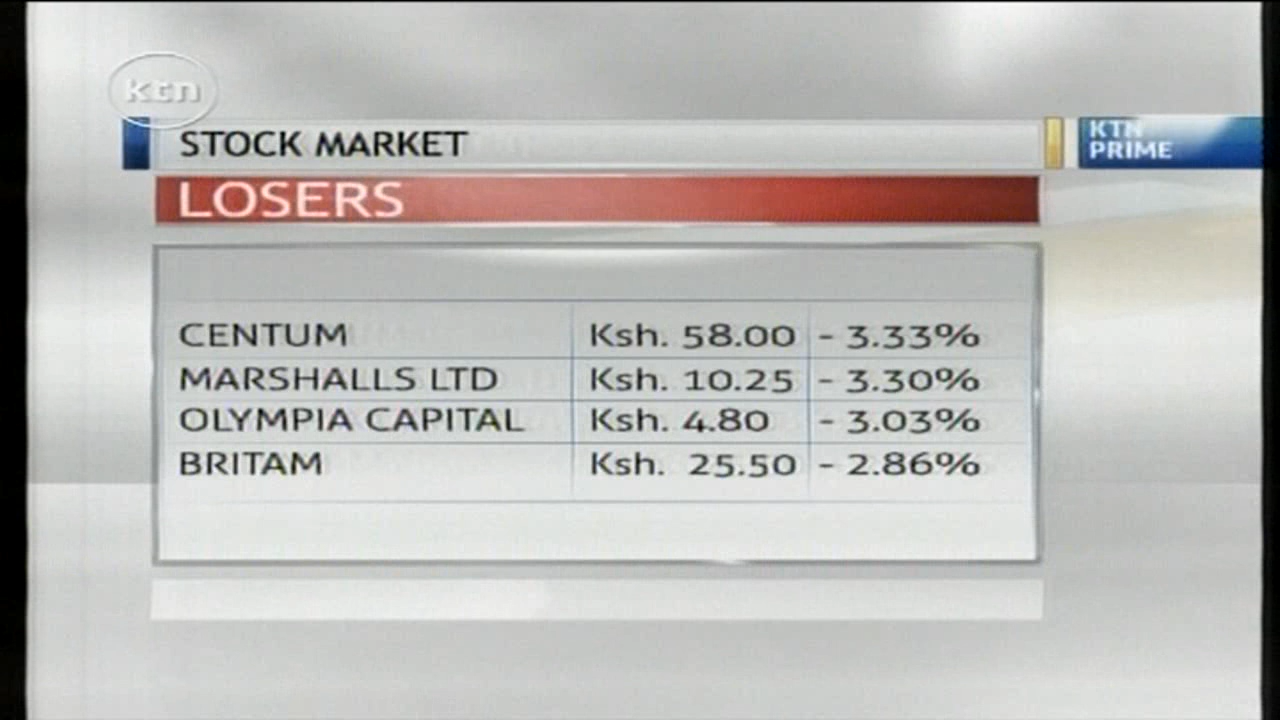 ktn
STOCK MARKET
KTN
PRIME
LOSERS
CENTUM Ksh. 58.00 - 3.33%
MARSHALLS LTD Ksh. 10.25 - 3.30%
OLYMPIA CAPITAL Ksh. 4.80 - 3.03%
BRITAM Ksh. 25.50 - 2.86%